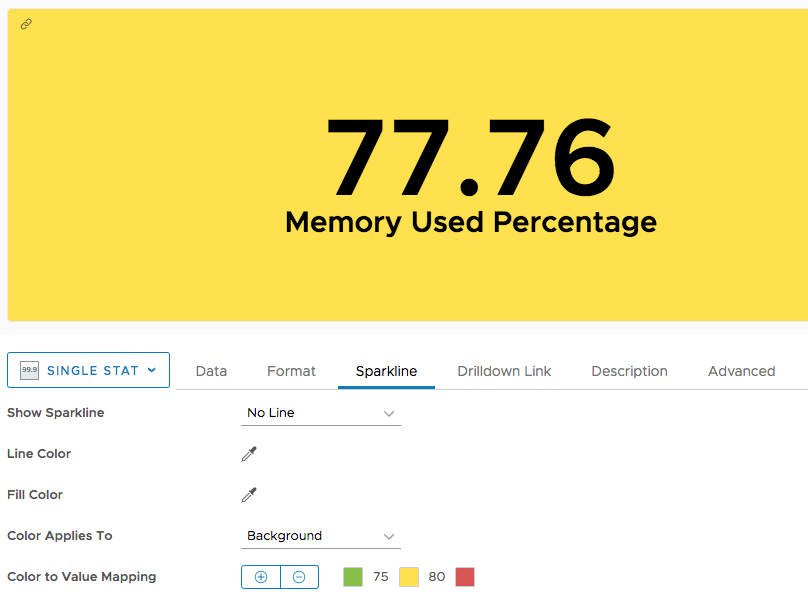 77.76
Memory Used Percentage
99.9 SINGLE STAT Data Format Sparkline Drilldown Link Description Advanced
Show Sparkline No Line
Line Color
Fill Color
Color Applies To Background
Color to Value Mapping 75 80